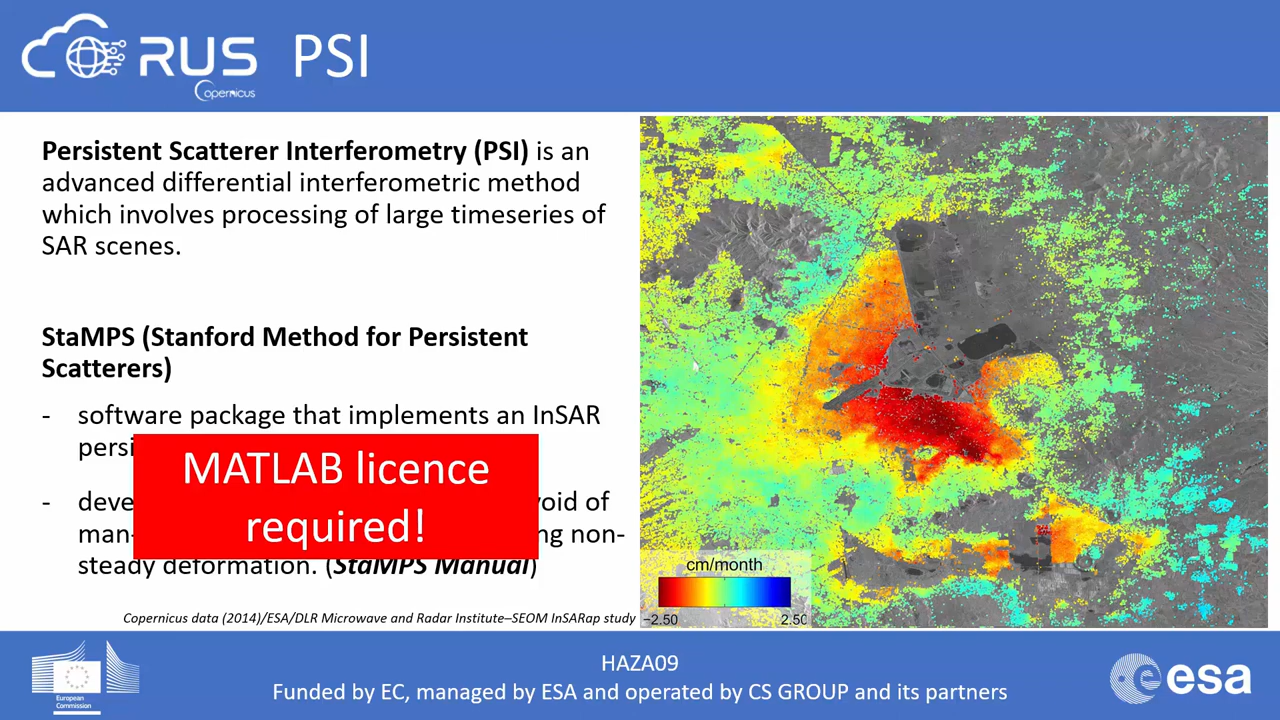 RUS
Copernicus
PSI
Persistent Scatterer Interferometry (PSI) is an
advanced differential interferometric method
which involves processing of large timeseries of
SAR scenes.
StaMPS (Stanford Method for Persistent
Scatterers)
- software package that implements an InSAR
persi
- deve void of
man- ng non-
steady deformation. (StaMPS Manual)
MATLAB licence
required!
cm/month
−2.50 2.50
Copernicus data (2014)/ESA/DLR Microwave and Radar Institute–SEOM InSARap study
European
Commission
HAZA09
Funded by EC, managed by ESA and operated by CS GROUP and its partners
esa